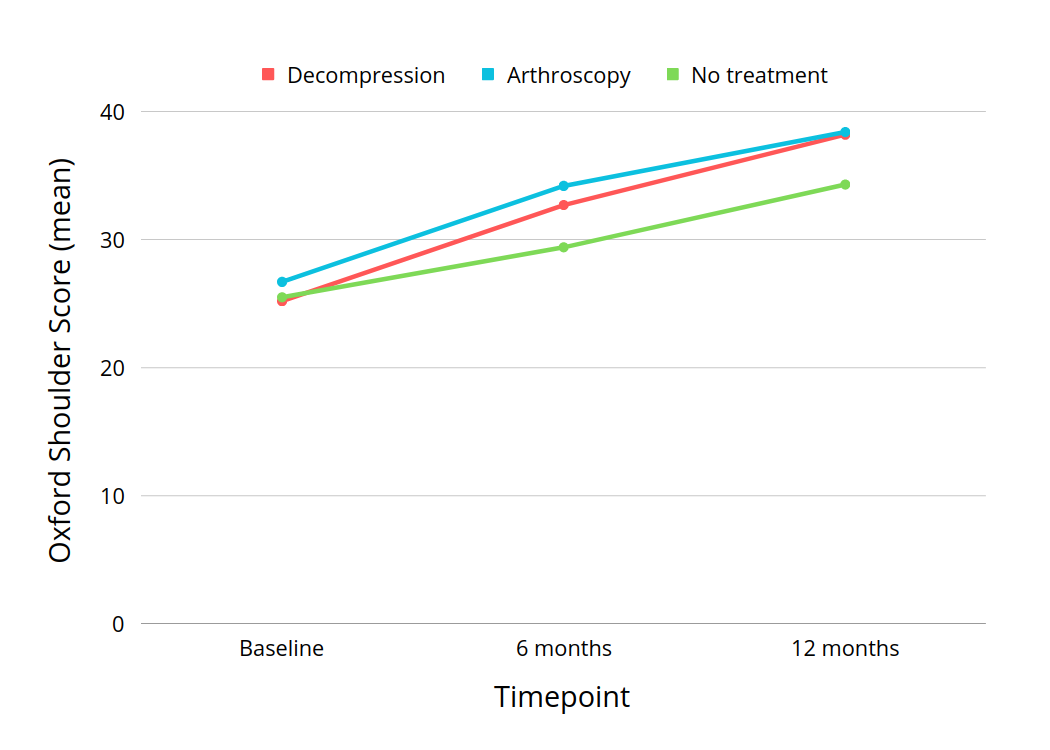 Decompression Arthroscopy No treatment
40
30
20
10
0
Oxford Shoulder Score (mean)
Baseline 6 months 12 months
Timepoint